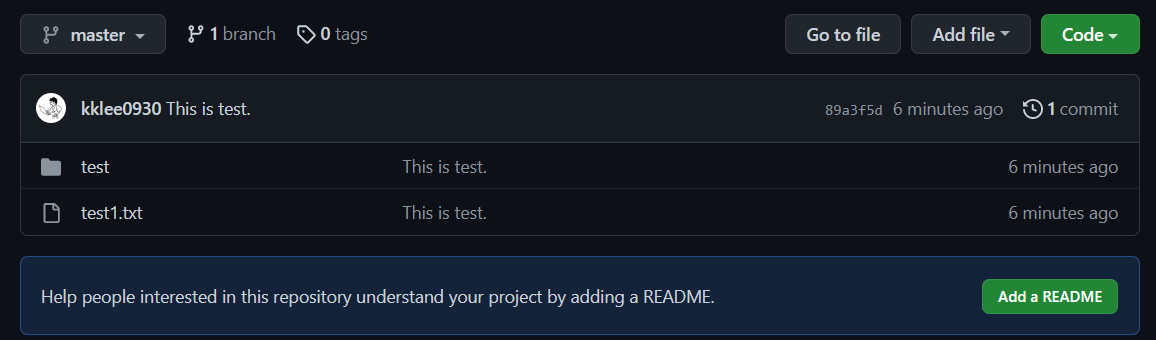 master 1 branch 0 tags Go to file Add file Code
kklee0930 This is test. 89a3f5d 6 minutes ago 1 commit
test This is test. 6 minutes ago
test1.txt This is test. 6 minutes ago
Help people interested in this repository understand your project by adding a README. Add a README